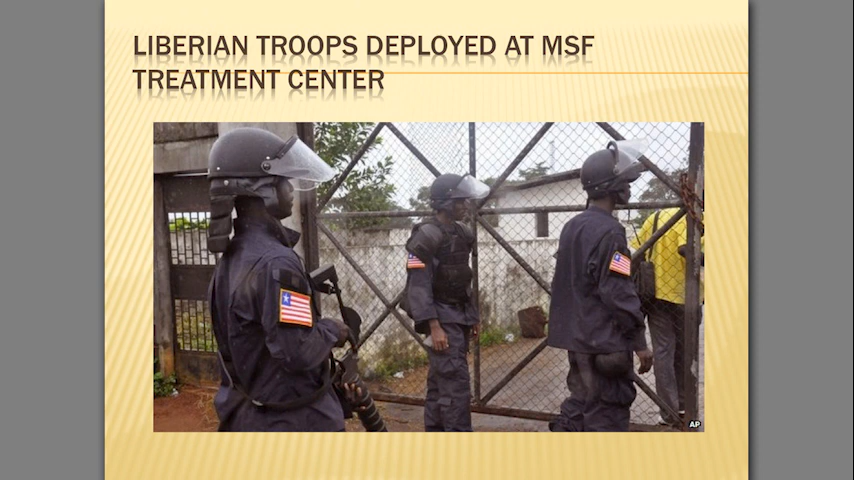 LIBERIAN TROOPS DEPLOYED AT MSF
TREATMENT CENTER
AP